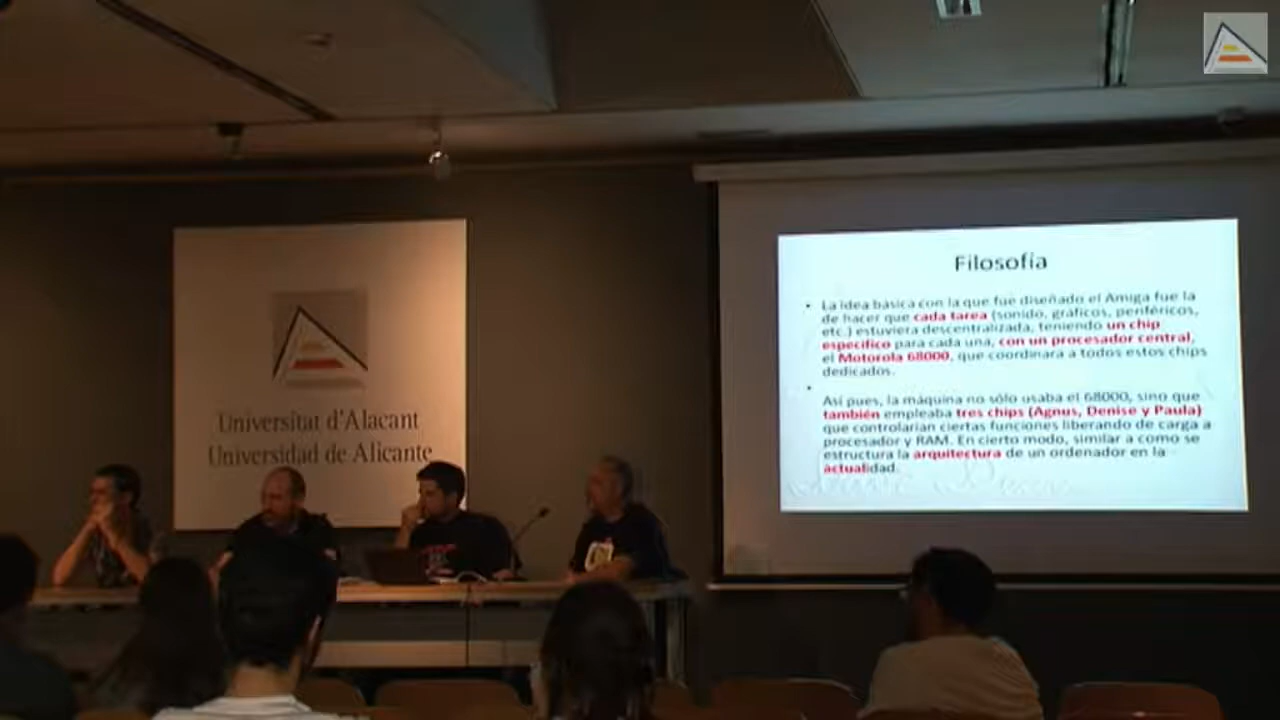 Universitat d'Alacant
Universidad de Alicante
Filosofía
• La idea básica con la que fue diseñado el Amiga fue la
de hacer que cada tarea (sonido, gráficos, periféricos,
etc.) estuviera descentralizada, teniendo un chip
específico para cada una, con un procesador central,
el Motorola 68000, que coordinara a todos estos chips
dedicados.
•
Así pues, la máquina no sólo usaba el 68000, sino que
también empleaba tres chips (Agnus, Denise y Paula)
que controlarían ciertas funciones liberando de carga a
procesador y RAM. En cierto modo, similar a como se
estructura la arquitectura de un ordenador en la
actualidad.